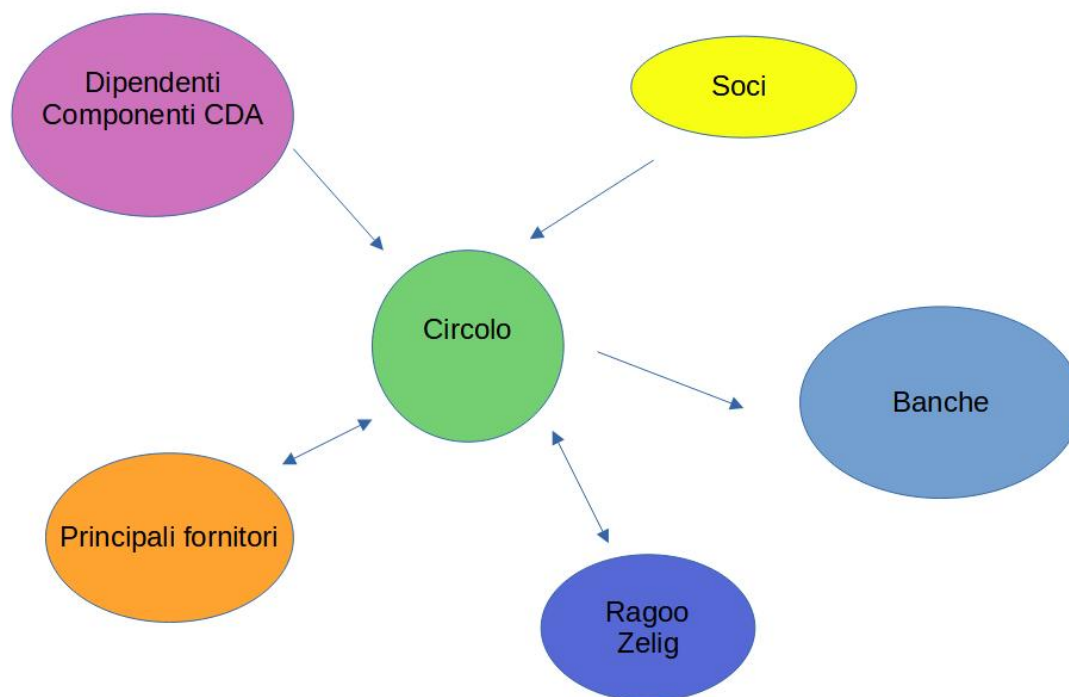 Dipendenti
Componenti CDA
Soci
Circolo
Banche
Principali fornitori
Ragoo
Zelig